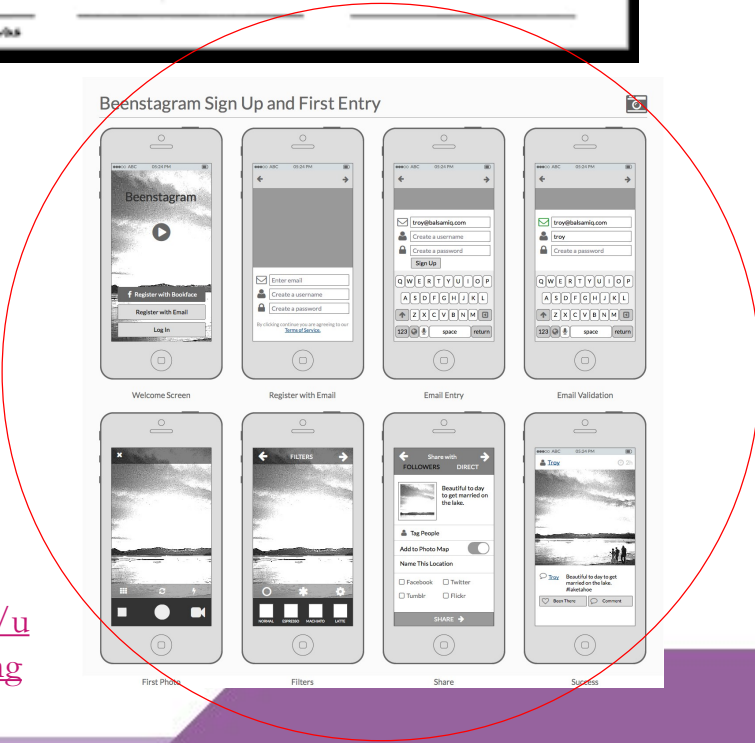 Beenstagram Sign Up and First Entry
ABC 05:24 PM
Beenstagram
f Register with Bookface
Register with Email
Log In
Welcome Screen
ABC 05:24 PM
Enter email
Create a username
Create a password
By clicking continue you are agreeing to our
Terms of Service.
Register with Email
ABC 05:24 PM
troy@balsamiq.com
Create a username
Create a password
Sign Up
Q W E R T Y U I O P
A S D F G H J K L
Z X C V B N M
123 space return
Email Entry
ABC 05:24 PM
troy@balsamiq.com
troy
Create a password
Q W E R T Y U I O P
A S D F G H J K L
Z X C V B N M
123 space return
Email Validation
First Photo
FILTERS
NORMAL ESPRESSO MACHIATO LATTE
Filters
Share with
FOLLOWERS DIRECT
Beautiful to day
to get married on
the lake.
Tag People
Add to Photo Map
Name This Location
Facebook Twitter
Tumblr Flickr
SHARE
Share
ABC 05:24 PM
Troy
Troy Beautiful to day to get
married on the lake.
#laketahoe
Been There Comment
Success
/u
ng